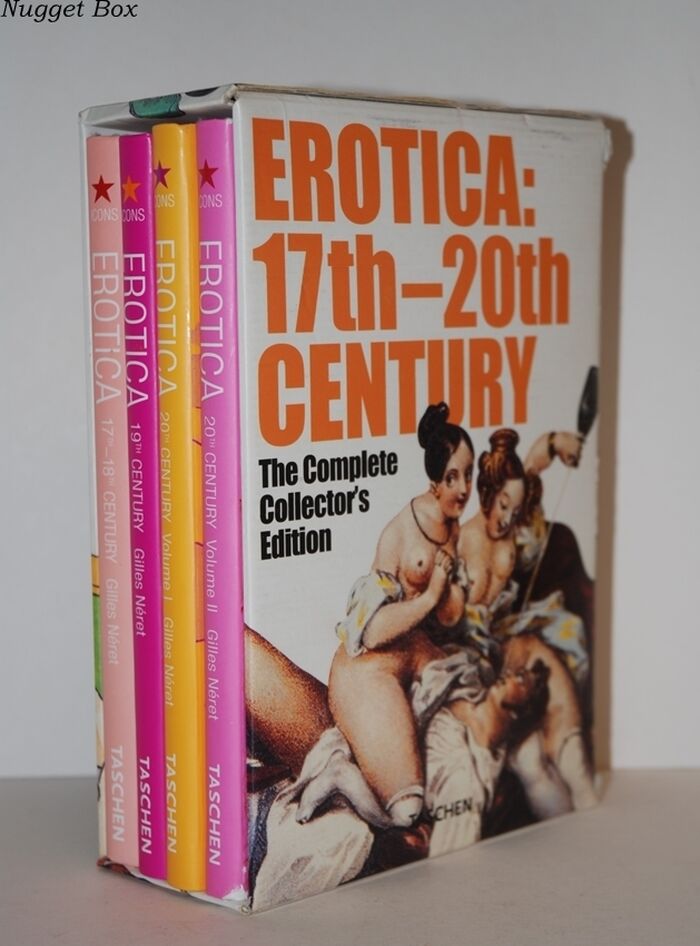 Nugget Box
EROTICA:
17th–20th
CENTURY
The Complete
Collector's
Edition
TASCHEN
ICONS
EROTICA 17TH–18TH CENTURY Gilles Néret
TASCHEN
ICONS
EROTICA 19TH CENTURY Gilles Néret
TASCHEN
ICONS
EROTICA 20TH CENTURY Volume I Gilles Néret
TASCHEN
ICONS
EROTICA 20TH CENTURY Volume II Gilles Néret
TASCHEN